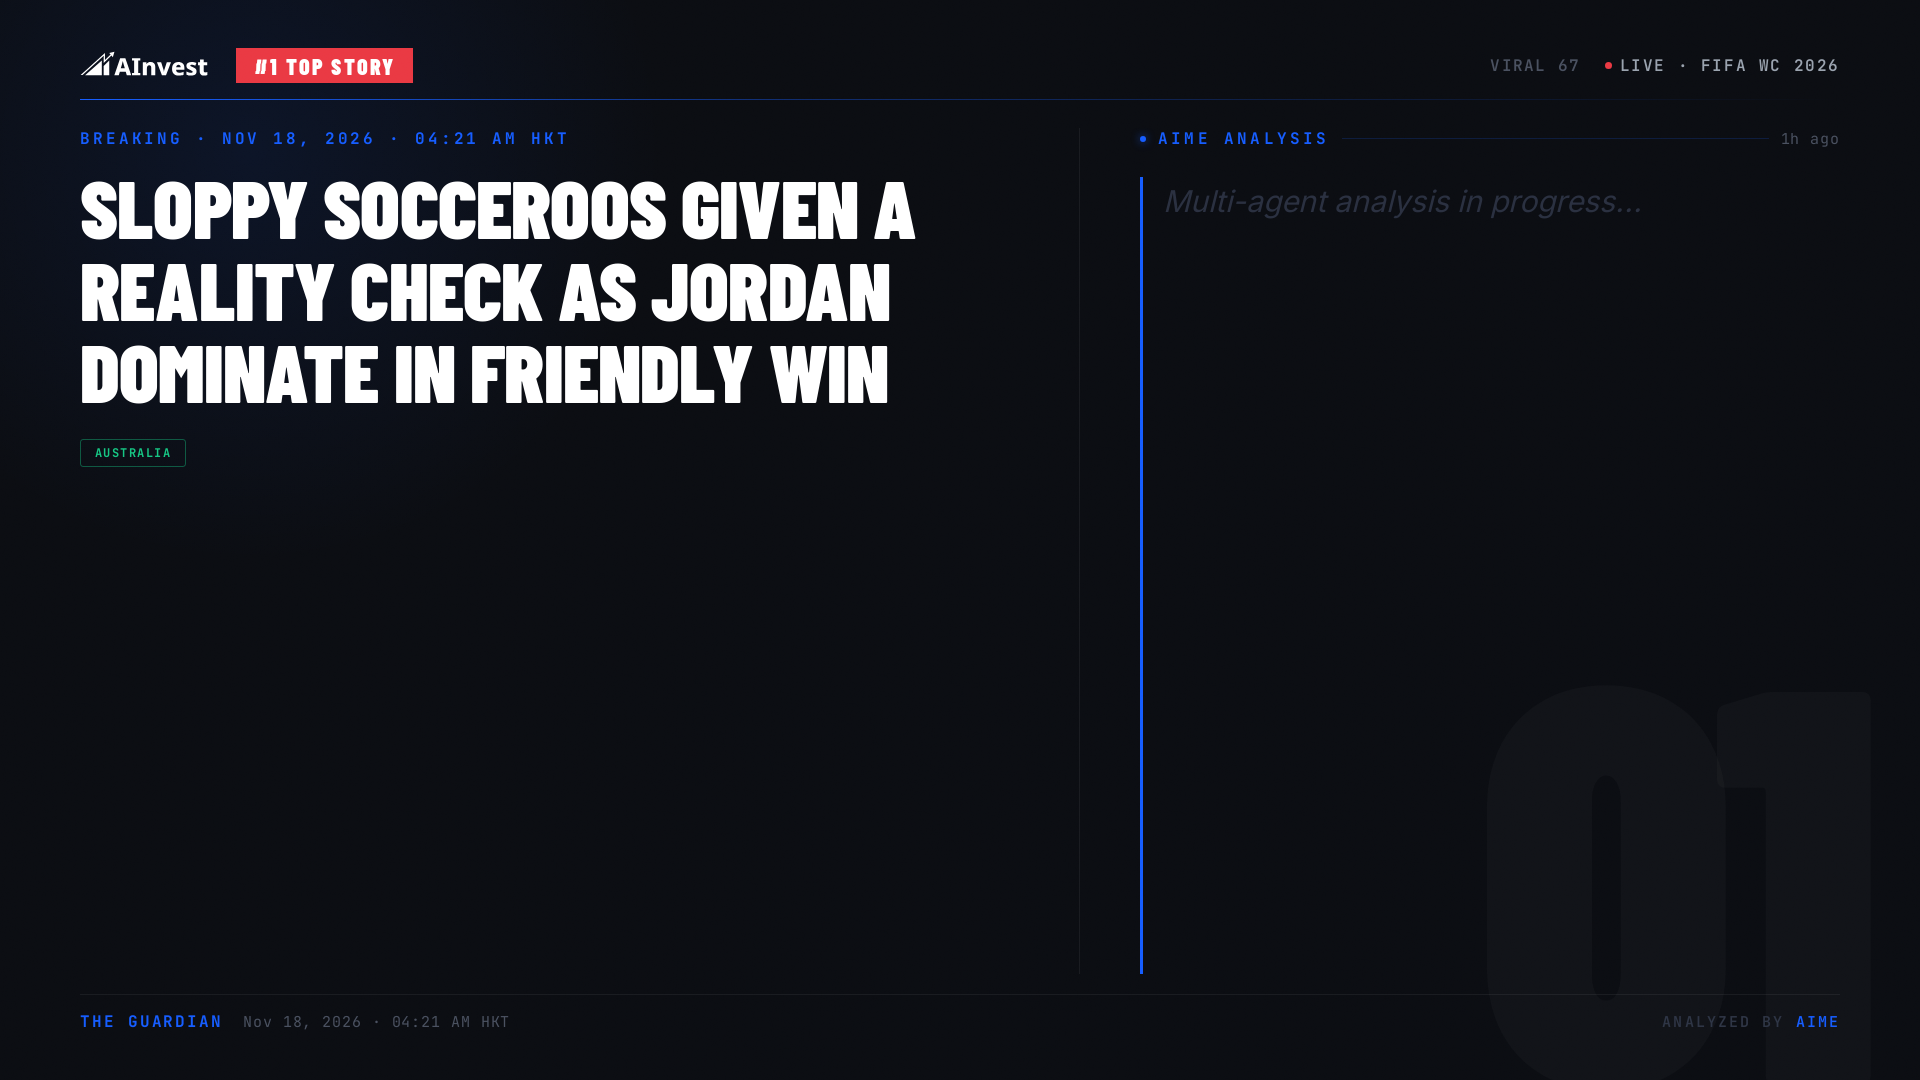 AInvest
#1 TOP STORY
VIRAL 67
LIVE · FIFA WC 2026
BREAKING · NOV 18, 2026 · 04:21 AM HKT
SLOPPY SOCCEROOS GIVEN A
REALITY CHECK AS JORDAN
DOMINATE IN FRIENDLY WIN
AUSTRALIA
AIME ANALYSIS
1h ago
Multi-agent analysis in progress...
01
THE GUARDIAN
Nov 18, 2026 · 04:21 AM HKT
ANALYZED BY AIME